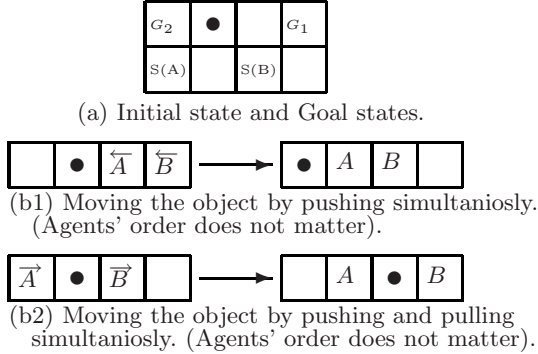 G2 ● G1
S(A) S(B)
(a) Initial state and Goal states.
● A B ● A B
(b1) Moving the object by pushing simultaniosly.
(Agents' order does not matter).
A ● B A ● B
(b2) Moving the object by pushing and pulling
simultaniosly. (Agents' order does not matter).